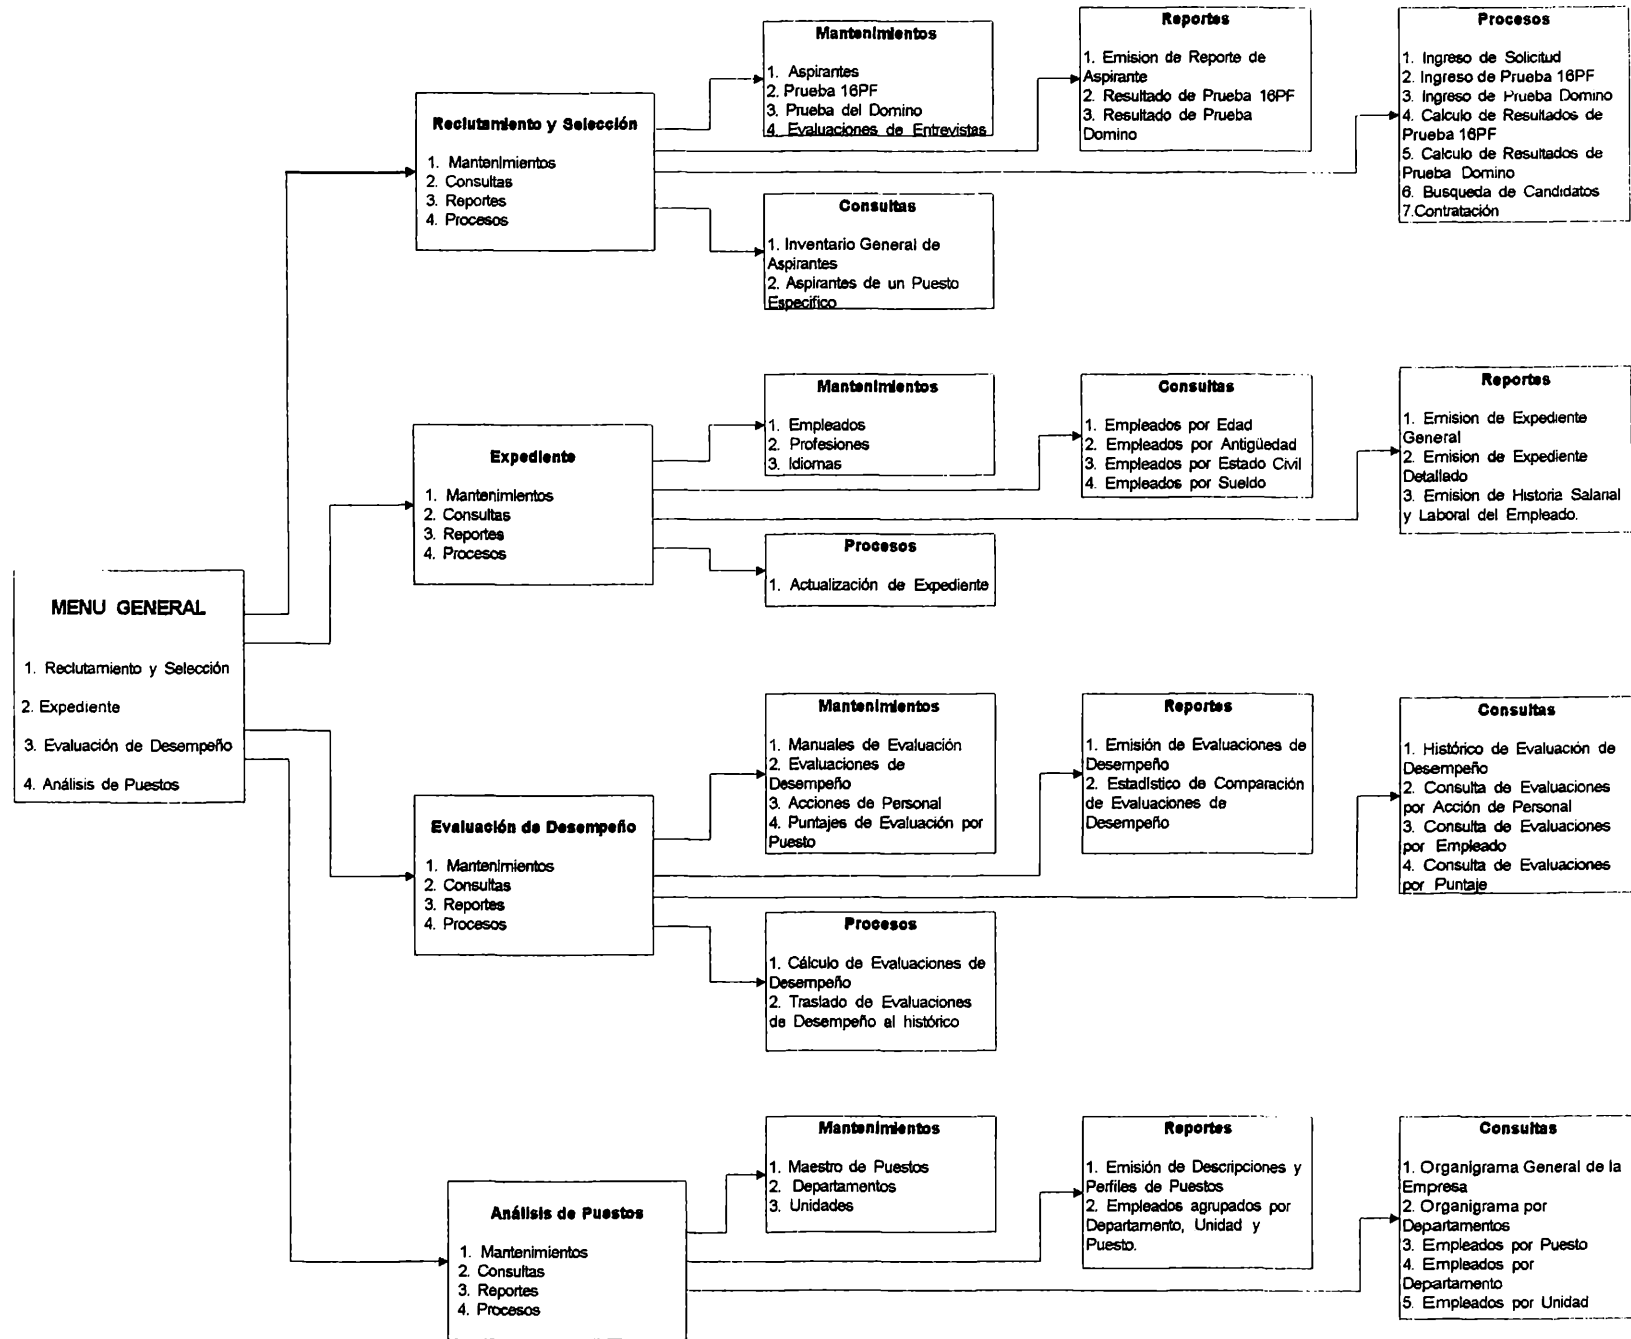 MENU GENERAL
1. Reclutamiento y Selección
2. Expediente
3. Evaluación de Desempeño
4. Análisis de Puestos
Reclutamiento y Selección
1. Mantenimientos
2. Consultas
3. Reportes
4. Procesos
Mantenimientos
1. Aspirantes
2. Prueba 16PF
3. Prueba del Domino
4. Evaluaciones de Entrevistas
Reportes
1. Emision de Reporte de
Aspirante
2. Resultado de Prueba 16PF
3. Resultado de Prueba
Domino
Procesos
1. Ingreso de Solicitud
2. Ingreso de Prueba 16PF
3. Ingreso de Prueba Domino
4. Calculo de Resultados de
Prueba 16PF
5. Calculo de Resultados de
Prueba Domino
6. Busqueda de Candidatos
7.Contratación
Consultas
1. Inventario General de
Aspirantes
2. Aspirantes de un Puesto
Especifico
Expediente
1. Mantenimientos
2. Consultas
3. Reportes
4. Procesos
Mantenimientos
1. Empleados
2. Profesiones
3. Idiomas
Consultas
1. Empleados por Edad
2. Empleados por Antigüedad
3. Empleados por Estado Civil
4. Empleados por Sueldo
Reportes
1. Emision de Expediente
General
2. Emision de Expediente
Detallado
3. Emision de Historia Salarial
y Laboral del Empleado.
Procesos
1. Actualización de Expediente
Evaluación de Desempeño
1. Mantenimientos
2. Consultas
3. Reportes
4. Procesos
Mantenimientos
1. Manuales de Evaluación
2. Evaluaciones de
Desempeño
3. Acciones de Personal
4. Puntajes de Evaluación por
Puesto
Reportes
1. Emisión de Evaluaciones de
Desempeño
2. Estadístico de Comparación
de Evaluaciones de
Desempeño
Consultas
1. Histórico de Evaluación de
Desempeño
2. Consulta de Evaluaciones
por Acción de Personal
3. Consulta de Evaluaciones
por Empleado
4. Consulta de Evaluaciones
por Puntaje
Procesos
1. Cálculo de Evaluaciones de
Desempeño
2. Traslado de Evaluaciones
de Desempeño al histórico
Análisis de Puestos
1. Mantenimientos
2. Consultas
3. Reportes
4. Procesos
Mantenimientos
1. Maestro de Puestos
2. Departamentos
3. Unidades
Reportes
1. Emisión de Descripciones y
Perfiles de Puestos
2. Empleados agrupados por
Departamento, Unidad y
Puesto.
Consultas
1. Organigrama General de la
Empresa
2. Organigrama por
Departamentos
3. Empleados por Puesto
4. Empleados por
Departamento
5. Empleados por Unidad